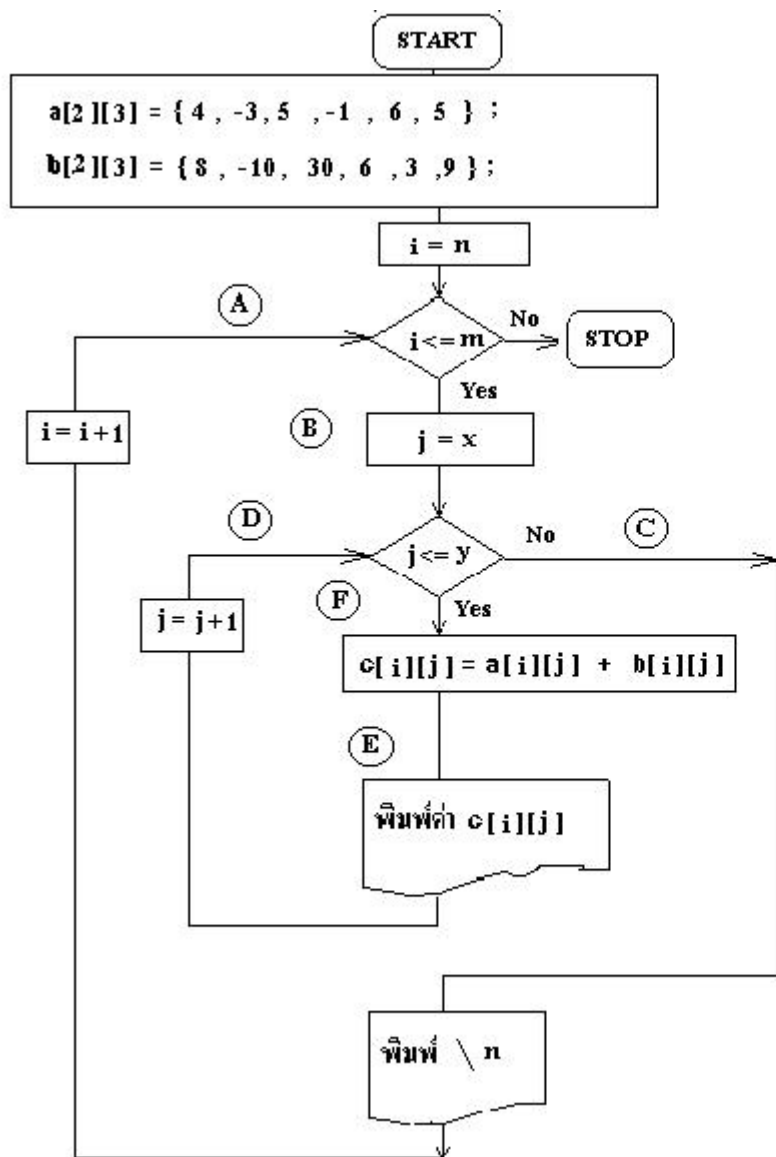 START
a[2][3] = { 4 , -3,5 ,-1 , 6 , 5 } ;
b[2][3] = { 8 , -10, 30, 6 ,3 ,9 } ;
i = n
A
i<=m
No
STOP
Yes
i= i+1
B
j = x
D
j<=y
No
C
F
Yes
j= j+1
c[i][j] = a[i][j] + b[i][j]
E
พิมพ์ค่า c[i][j]
พิมพ์ \ n